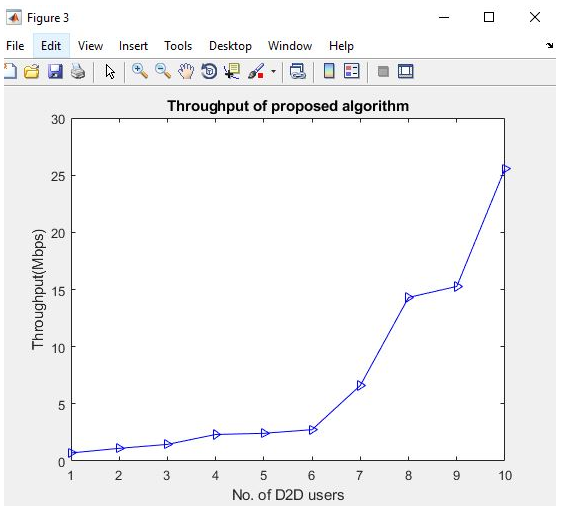 Figure 3
File Edit View Insert Tools Desktop Window Help
Throughput of proposed algorithm
30
25
20
15
10
5
0
Throughput(Mbps)
1 2 3 4 5 6 7 8 9 10
No. of D2D users